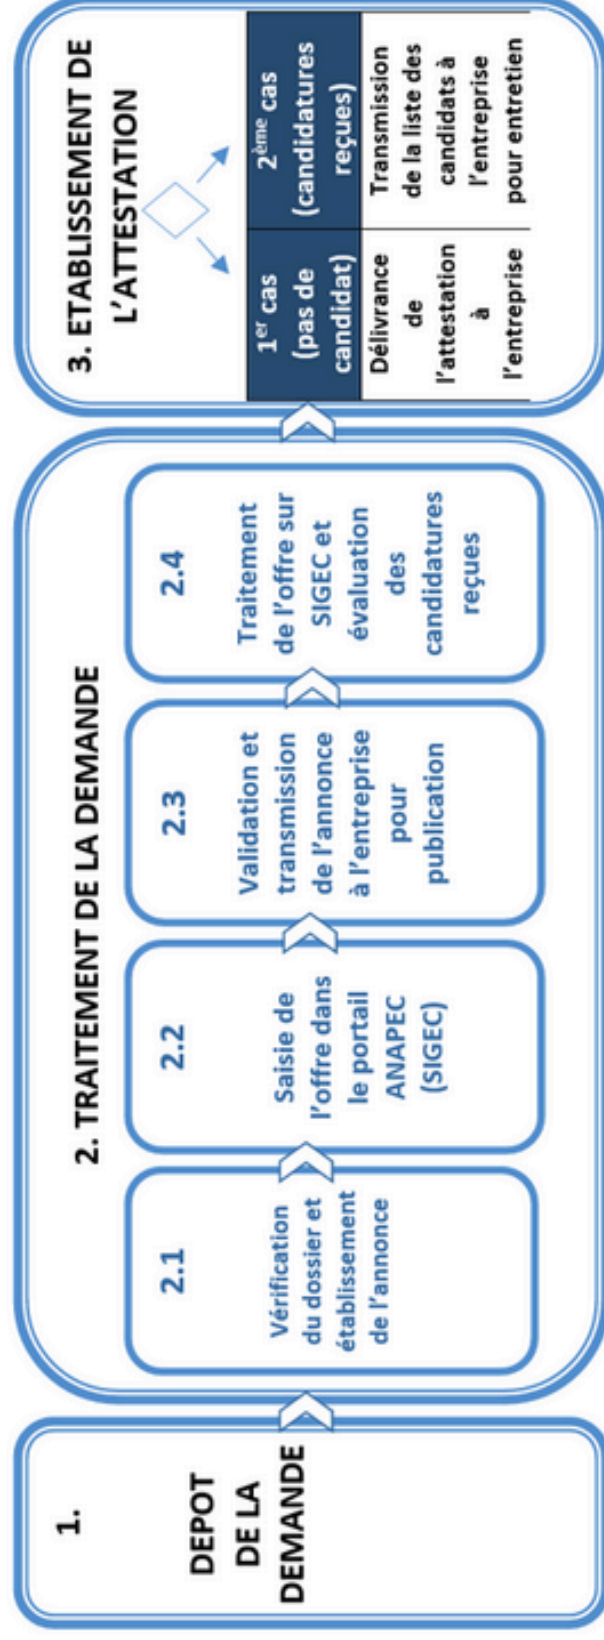 1.
DEPOT
DE LA
DEMANDE
2. TRAITEMENT DE LA DEMANDE
2.1
Vérification
du dossier et
établissement
de l'annonce
2.2
Saisie de
l'offre dans
le portail
ANAPEC
(SIGEC)
2.3
Validation et
transmission
de l'annonce
à l'entreprise
pour
publication
2.4
Traitement
de l'offre sur
SIGEC et
évaluation
des
candidatures
reçues
3. ETABLISSEMENT DE
L'ATTESTATION
1er cas
(pas de
candidat)
Délivrance
de
l'attestation
à
l'entreprise
2ème cas
(candidatures
reçues)
Transmission
de la liste des
candidats à
l'entreprise
pour entretien